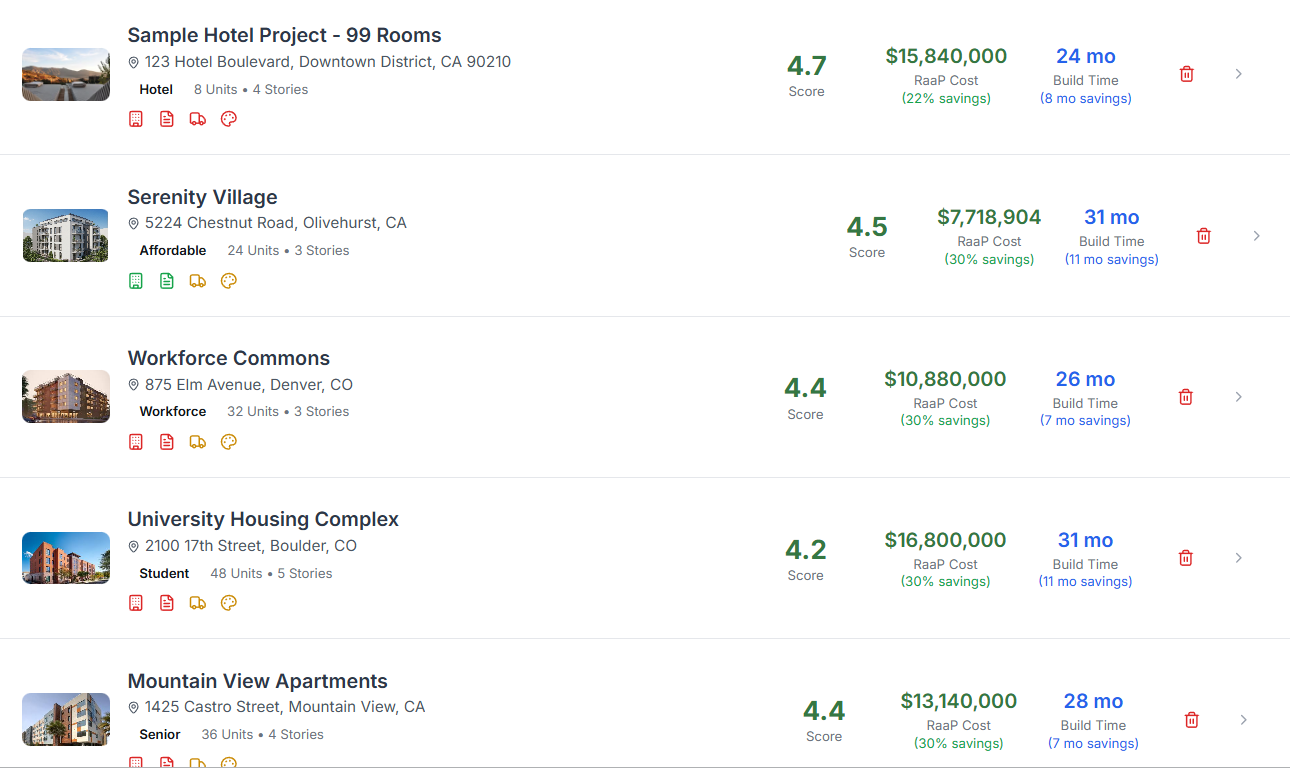 Sample Hotel Project - 99 Rooms
123 Hotel Boulevard, Downtown District, CA 90210
Hotel 8 Units • 4 Stories
4.7
Score
$15,840,000
RaaP Cost
(22% savings)
24 mo
Build Time
(8 mo savings)
Serenity Village
5224 Chestnut Road, Olivehurst, CA
Affordable 24 Units • 3 Stories
4.5
Score
$7,718,904
RaaP Cost
(30% savings)
31 mo
Build Time
(11 mo savings)
Workforce Commons
875 Elm Avenue, Denver, CO
Workforce 32 Units • 3 Stories
4.4
Score
$10,880,000
RaaP Cost
(30% savings)
26 mo
Build Time
(7 mo savings)
University Housing Complex
2100 17th Street, Boulder, CO
Student 48 Units • 5 Stories
4.2
Score
$16,800,000
RaaP Cost
(30% savings)
31 mo
Build Time
(11 mo savings)
Mountain View Apartments
1425 Castro Street, Mountain View, CA
Senior 36 Units • 4 Stories
4.4
Score
$13,140,000
RaaP Cost
(30% savings)
28 mo
Build Time
(7 mo savings)